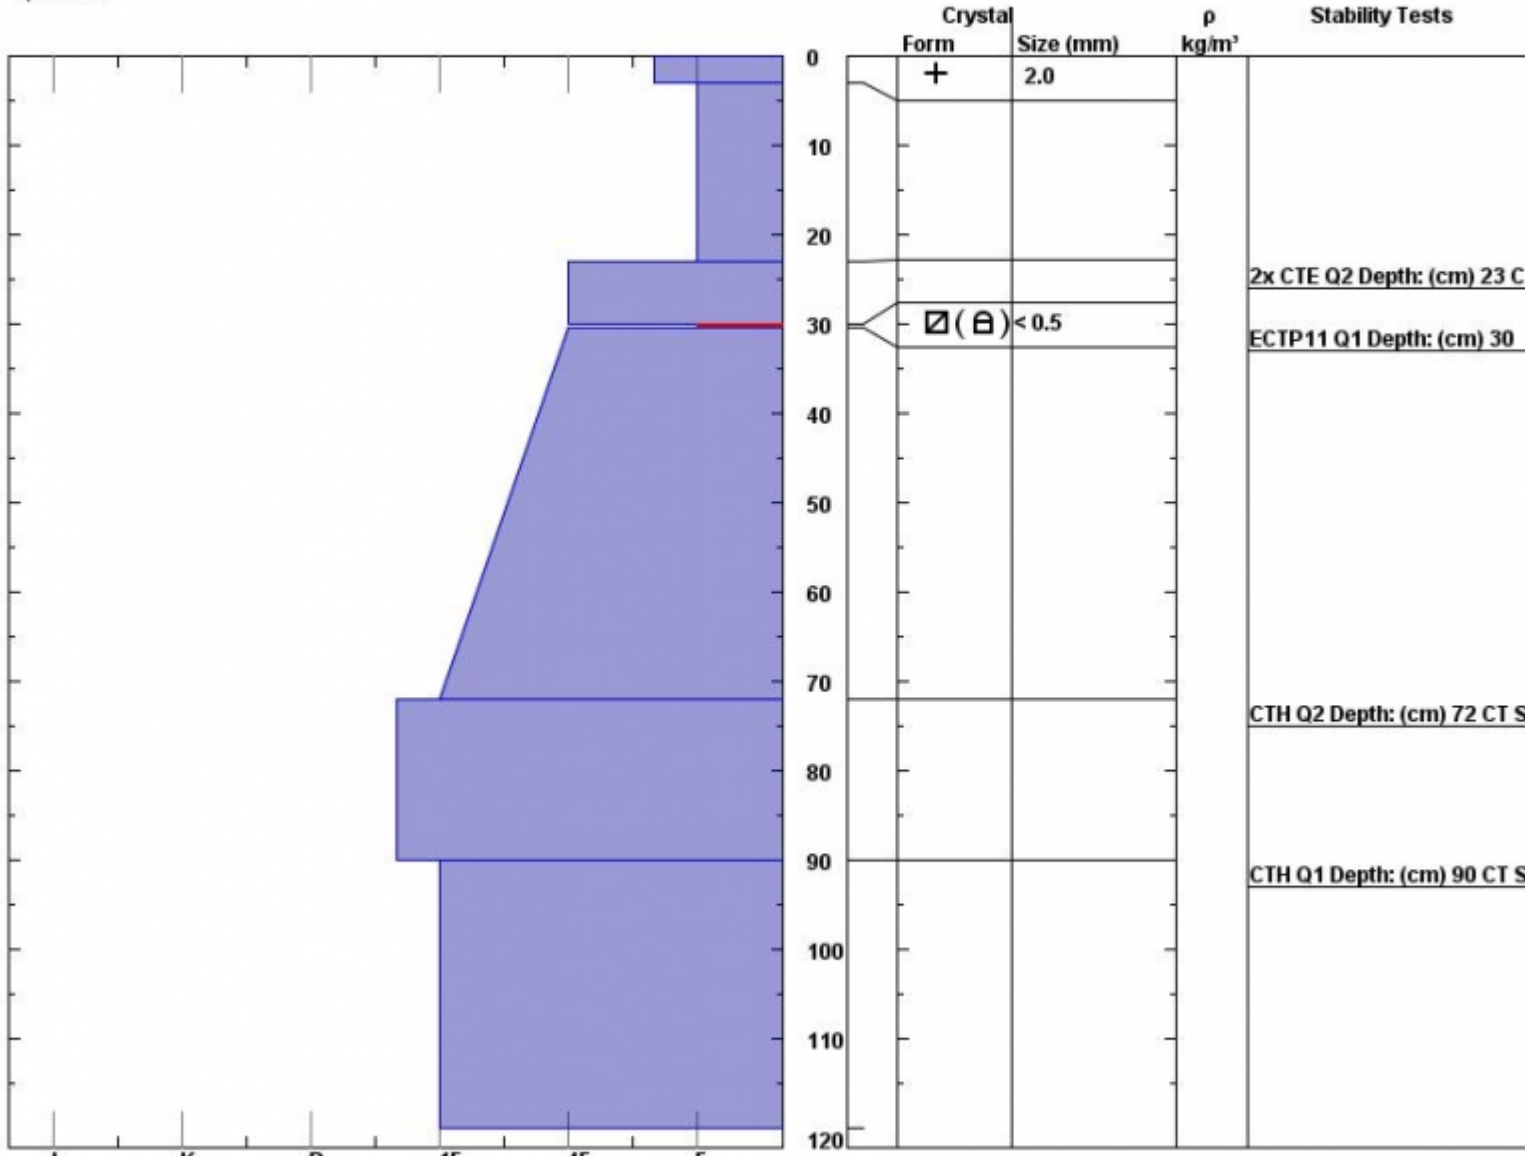 Crystal ρ Stability Tests
Form Size (mm) kg/m³
0
+ 2.0
10
20
2x CTE Q2 Depth: (cm) 23 C
30
( ) < 0.5
ECTP11 Q1 Depth: (cm) 30
40
50
60
70
CTH Q2 Depth: (cm) 72 CT S
80
90
CTH Q1 Depth: (cm) 90 CT S
100
110
120